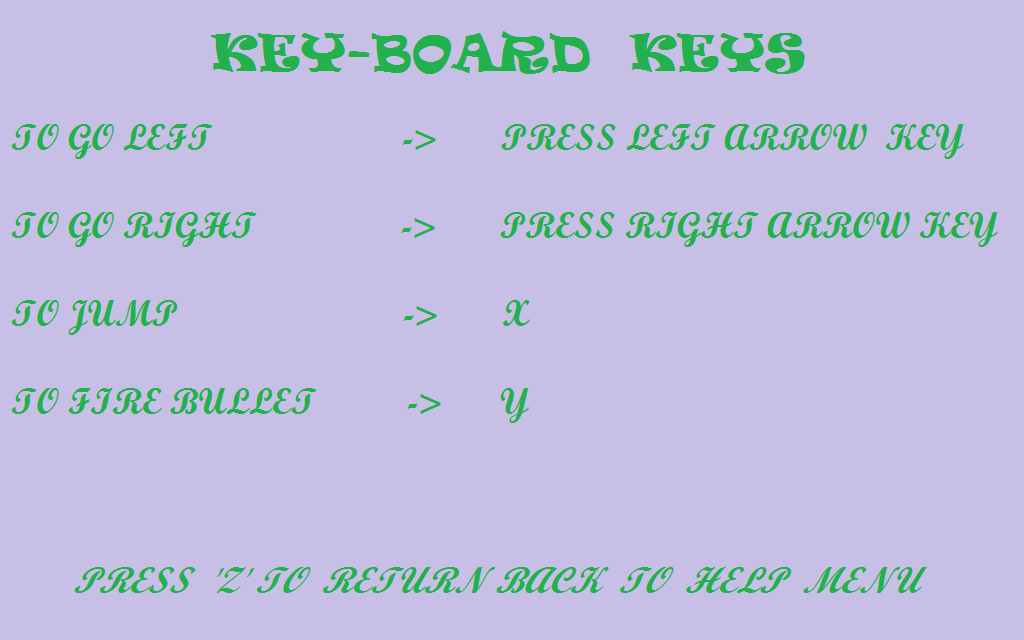 KEY-BOARD KEYS
TO GO LEFT -> PRESS LEFT ARROW KEY
TO GO RIGHT -> PRESS RIGHT ARROW KEY
TO JUMP -> X
TO FIRE BULLET -> Y
PRESS 'Z' TO RETURN BACK TO HELP MENU